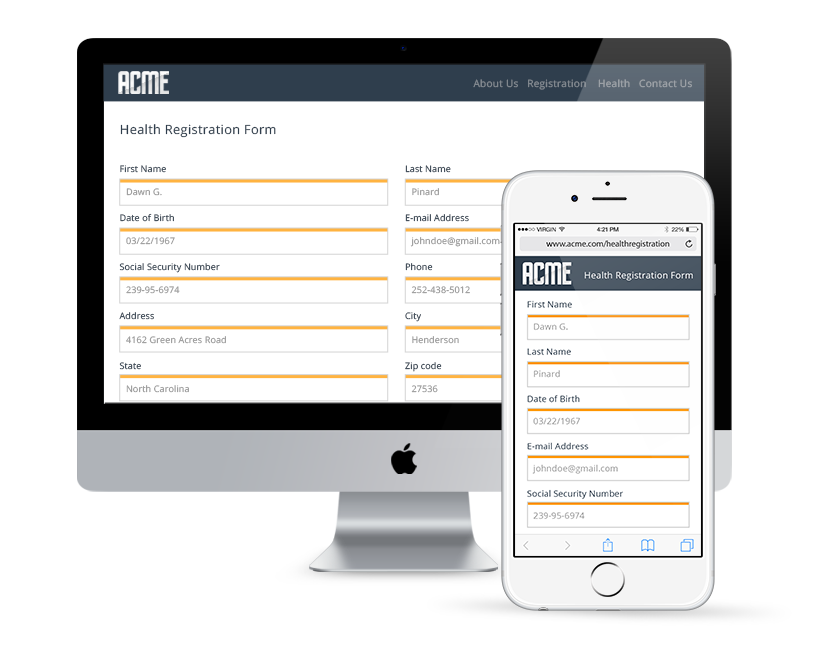 ACME
About Us Registration Health Contact Us
Health Registration Form
First Name
Dawn G.
Last Name
Pinard
Date of Birth
03/22/1967
E-mail Address
johndoe@gmail.com
Social Security Number
239-95-6974
Phone
252-438-5012
Address
4162 Green Acres Road
City
Henderson
State
North Carolina
Zip code
27536
VIRGIN 4:21 PM 22%
www.acme.com/healthregistration
ACME Health Registration Form
First Name
Dawn G.
Last Name
Pinard
Date of Birth
03/22/1967
E-mail Address
johndoe@gmail.com
Social Security Number
239-95-6974